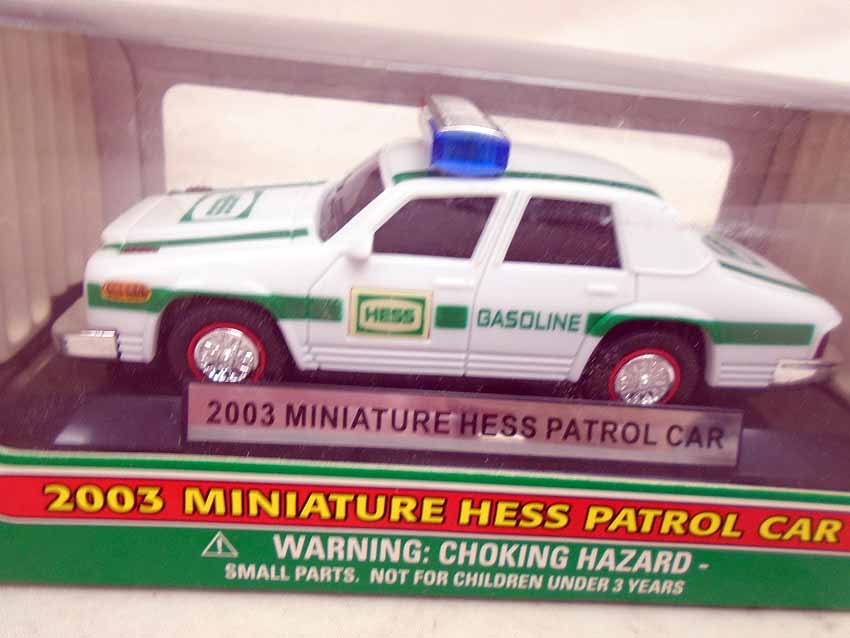 HESS
GASOLINE
2003 MINIATURE HESS PATROL CAR
2003 MINIATURE HESS PATROL CAR
WARNING: CHOKING HAZARD -
SMALL PARTS. NOT FOR CHILDREN UNDER 3 YEARS